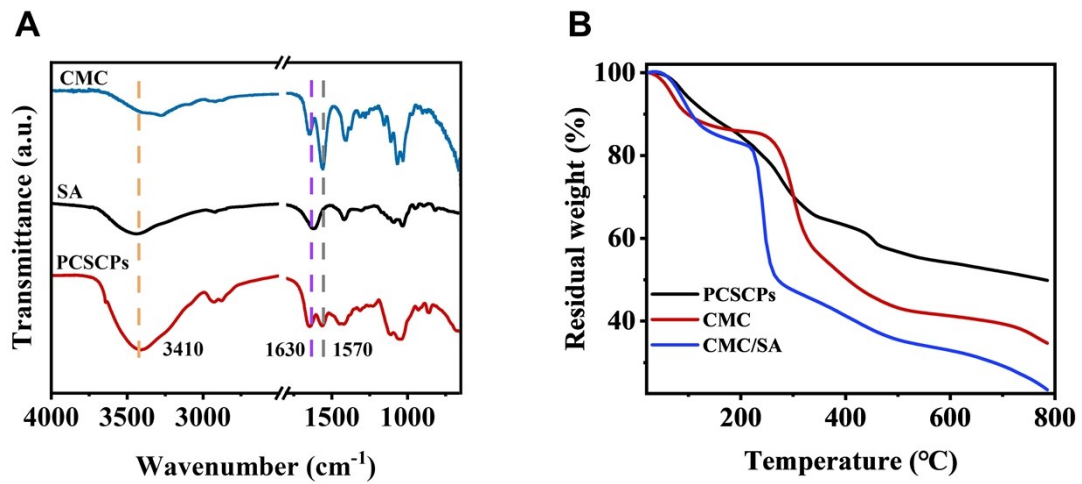 A
CMC
SA
PCSCPs
3410
1630
1570
Transmittance (a.u.)
4000 3500 3000 1500 1000
Wavenumber (cm⁻¹)
B
100
80
60
40
Residual weight (%)
PCSCPs
CMC
CMC/SA
200 400 600 800
Temperature (℃)